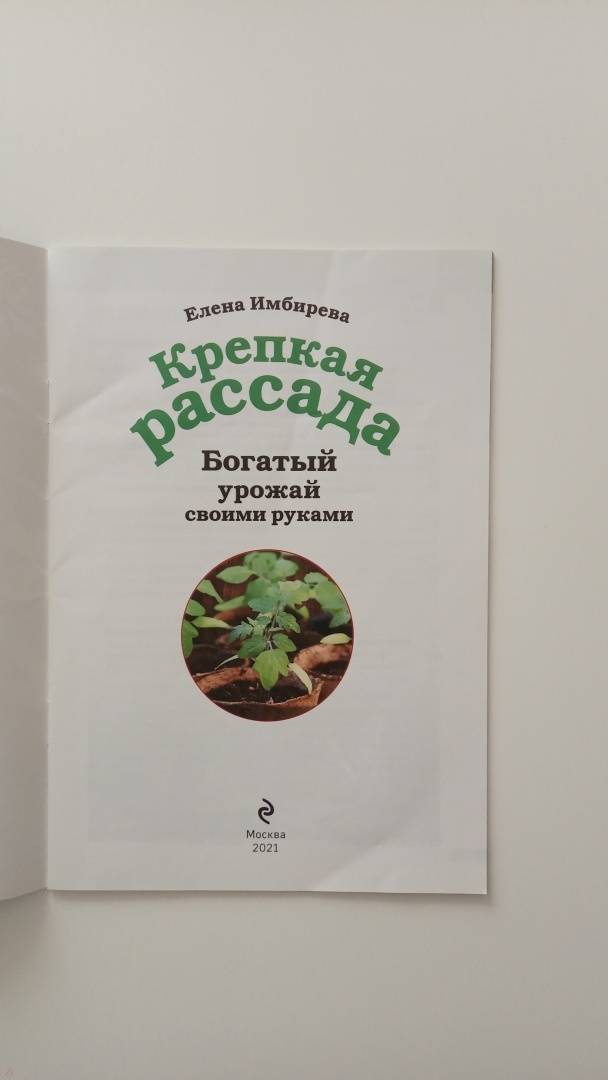 Елена Имбирева
Крепкая
рассада
Богатый
урожай
своими руками
Москва
2021